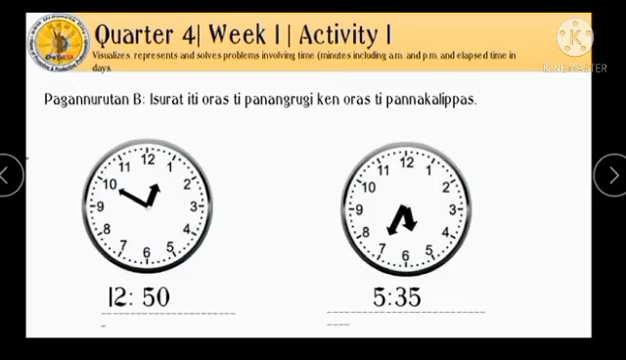 Quarter 4| Week 1 | Activity 1
Visualizes, represents and solves problems involving time (minutes including a.m. and p.m. and elapsed time in
days.
KINEMASTER
Pagannurutan B: Isurat iti oras ti panangrugi ken oras ti pannakalippas.
12 1 2 3 4 5 6 7 8 9 10 11
12 1 2 3 4 5 6 7 8 9 10 11
12: 50
5:35